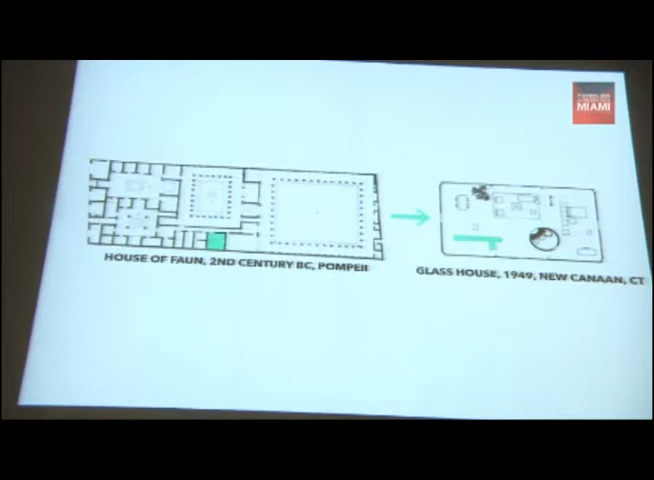 MIAMI
HOUSE OF FAUN, 2ND CENTURY BC, POMPEII
GLASS HOUSE, 1949, NEW CANAAN, CT